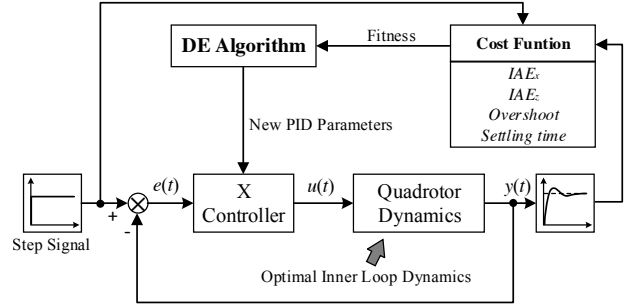 DE Algorithm
Fitness
Cost Funtion
IAEx
IAEz
Overshoot
Settling time
New PID Parameters
e(t)
X
Controller
u(t)
Quadrotor
Dynamics
y(t)
+
-
Step Signal
Optimal Inner Loop Dynamics